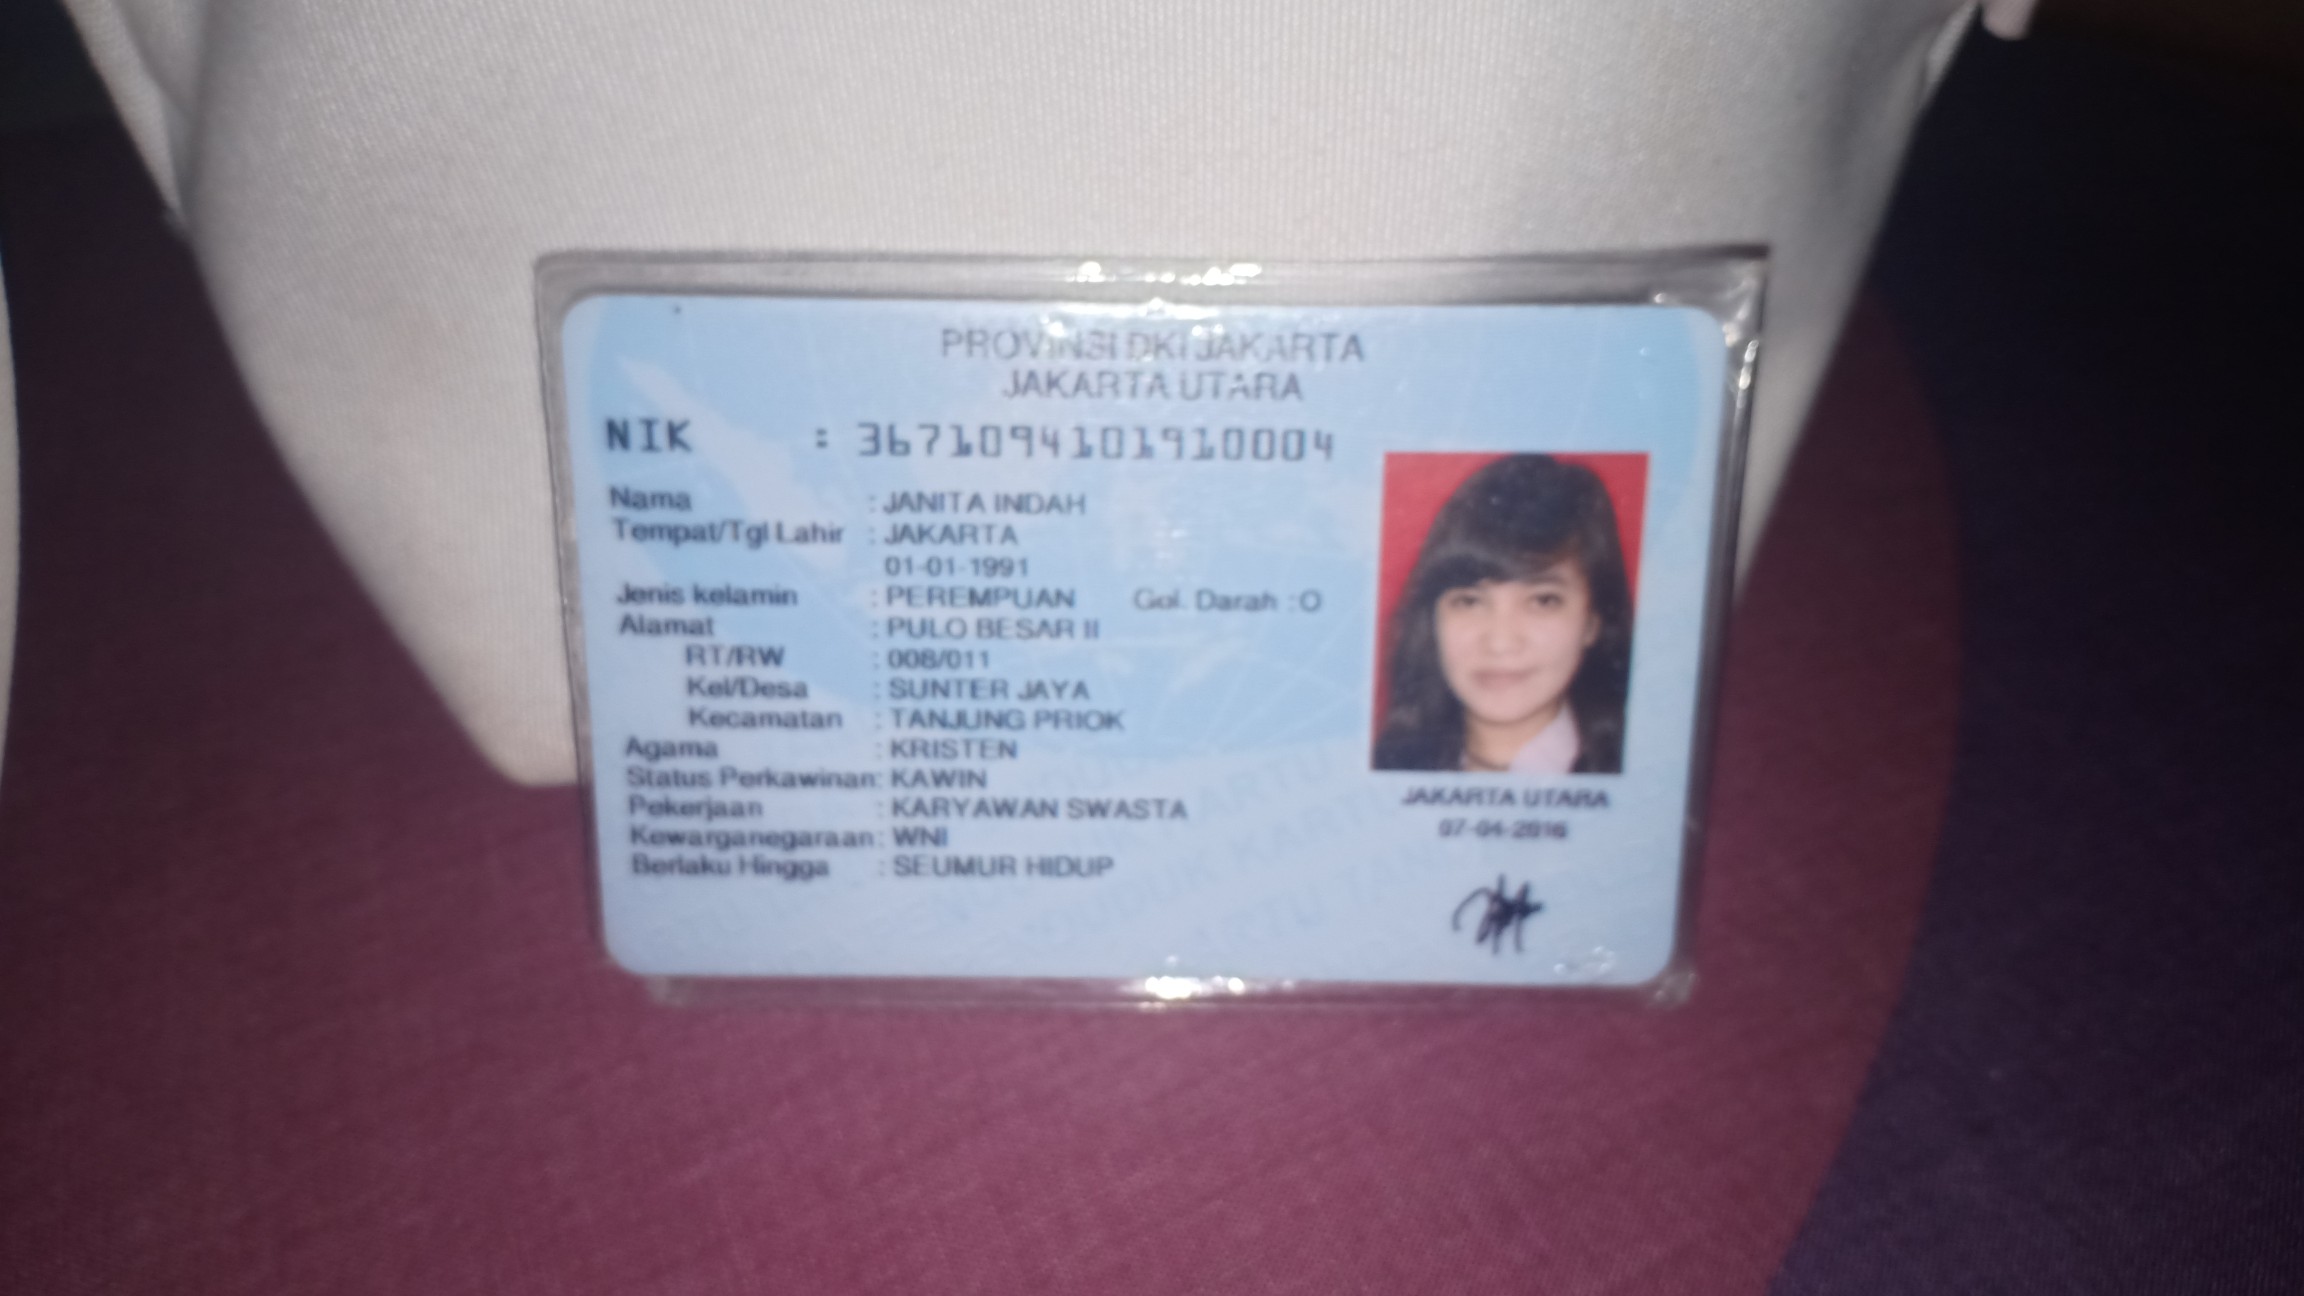 PROVINSI DKI JAKARTA
JAKARTA UTARA
NIK : 3671094101910004
Nama : JANITA INDAH
Tempat/Tgl Lahir : JAKARTA
01-01-1991
Jenis kelamin : PEREMPUAN Gol. Darah : O
Alamat : PULO BESAR II
RT/RW : 008/011
Kel/Desa : SUNTER JAYA
Kecamatan : TANJUNG PRIOK
Agama : KRISTEN
Status Perkawinan: KAWIN
Pekerjaan : KARYAWAN SWASTA
Kewarganegaraan: WNI
Berlaku Hingga : SEUMUR HIDUP
JAKARTA UTARA
07-04-2016